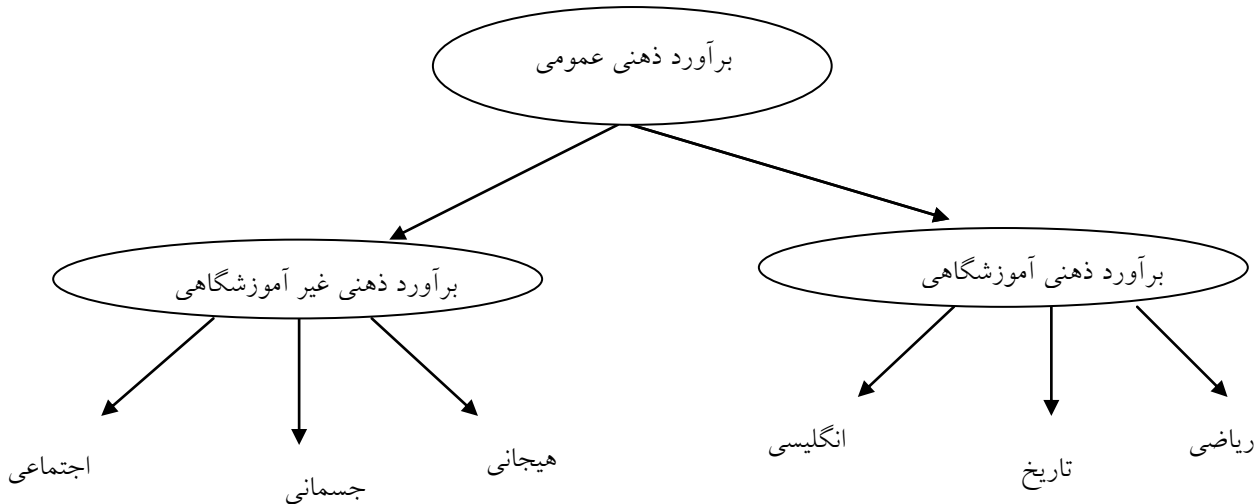 برآورد ذهنی عمومی
برآورد ذهنی آموزشگاهی
برآورد ذهنی غیر آموزشگاهی
ریاضی
تاریخ
انگلیسی
هیجانی
جسمانی
اجتماعی